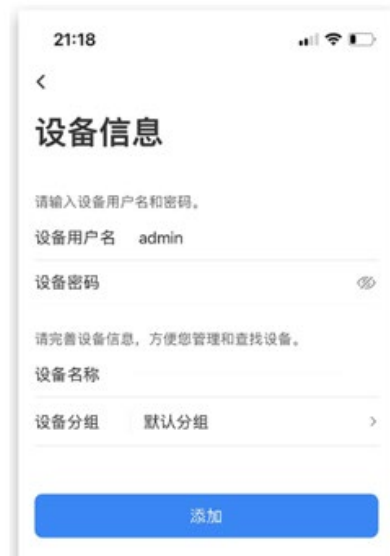 21:18
设备信息
请输入设备用户名和密码。
设备用户名 admin
设备密码
请完善设备信息，方便您管理和查找设备。
设备名称
设备分组 默认分组
添加